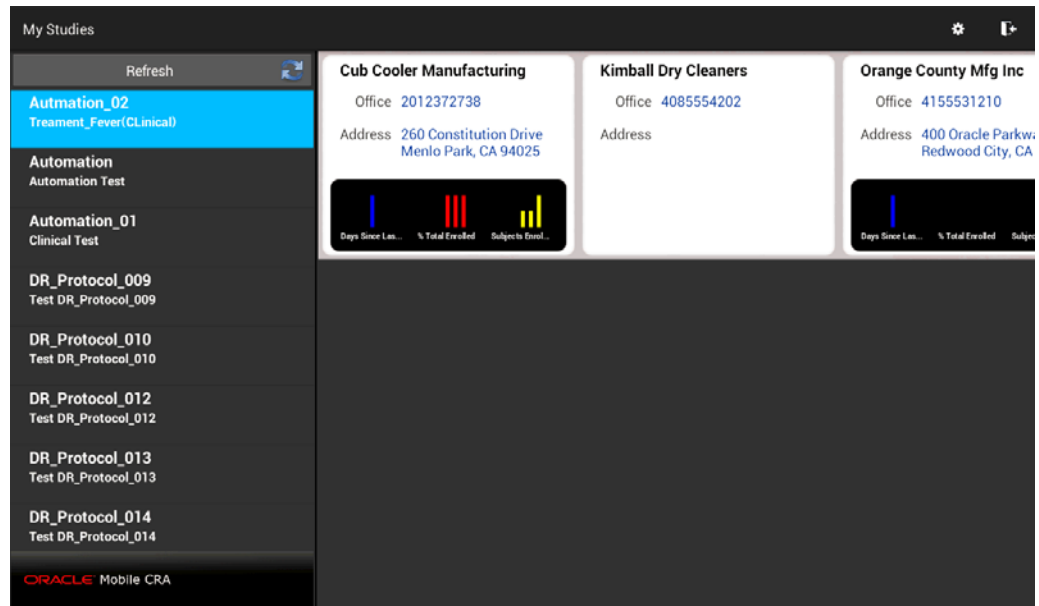 My Studies
Refresh
Autmation_02
Treament_Fever(CLinical)
Automation
Automation Test
Automation_01
Clinical Test
DR_Protocol_009
Test DR_Protocol_009
DR_Protocol_010
Test DR_Protocol_010
DR_Protocol_012
Test DR_Protocol_012
DR_Protocol_013
Test DR_Protocol_013
DR_Protocol_014
Test DR_Protocol_014
ORACLE Mobile CRA
Cub Cooler Manufacturing
Office 2012372738
Address 260 Constitution Drive
Menlo Park, CA 94025
Days Since Las... % Total Enrolled Subjects Enrol...
Kimball Dry Cleaners
Office 4085554202
Address
Orange County Mfg Inc
Office 4155531210
Address 400 Oracle Parkwa
Redwood City, CA
Days Since Las... % Total Enrolled Subjec